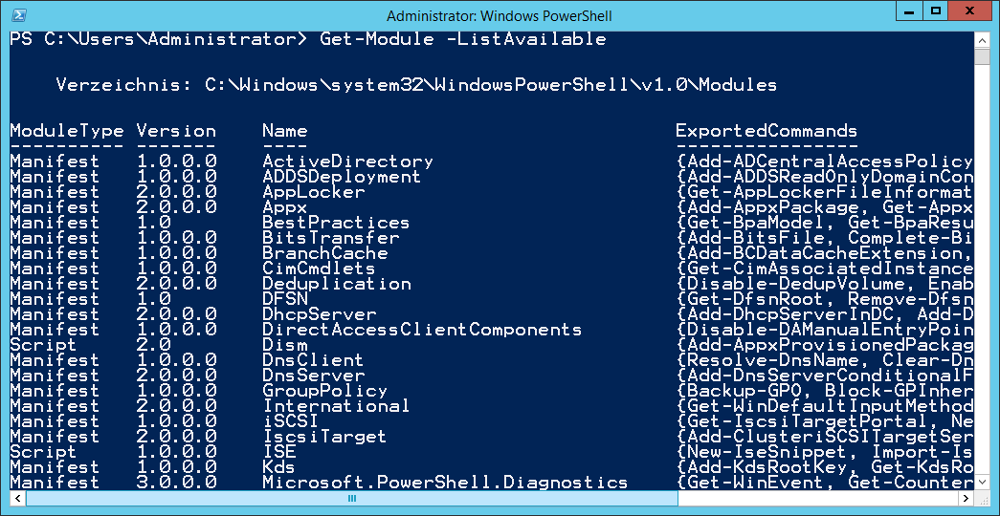 Administrator: Windows PowerShell
PS C:\Users\Administrator> Get-Module -ListAvailable
Verzeichnis: C:\Windows\system32\WindowsPowerShell\v1.0\Modules
ModuleType Version    Name                                ExportedCommands
---------- -------    ----                                ----------------
Manifest   1.0.0.0    ActiveDirectory                     {Add-ADCentralAccessPolicy
Manifest   1.0.0.0    ADDSDeployment                      {Add-ADDSReadOnlyDomainCon
Manifest   2.0.0.0    AppLocker                           {Get-AppLockerFileInformat
Manifest   2.0.0.0    Appx                                {Add-AppxPackage, Get-Appx
Manifest   1.0        BestPractices                       {Get-BpaModel, Get-BpaResu
Manifest   1.0.0.0    BitsTransfer                        {Add-BitsFile, Complete-Bi
Manifest   1.0.0.0    BranchCache                         {Add-BCDataCacheExtension,
Manifest   1.0.0.0    CimCmdlets                          {Get-CimAssociatedInstance
Manifest   2.0.0.0    Deduplication                       {Disable-DedupVolume, Enab
Manifest   1.0        DFSN                                {Get-DfsnRoot, Remove-Dfsn
Manifest   2.0.0.0    DhcpServer                          {Add-DhcpServerInDC, Add-D
Manifest   1.0.0.0    DirectAccessClientComponents        {Disable-DAManualEntryPoin
Script     2.0        Dism                                {Add-AppxProvisionedPackag
Manifest   1.0.0.0    DnsClient                           {Resolve-DnsName, Clear-Dn
Manifest   2.0.0.0    DnsServer                           {Add-DnsServerConditionalF
Manifest   1.0.0.0    GroupPolicy                         {Backup-GPO, Block-GPInher
Manifest   2.0.0.0    International                       {Get-WinDefaultInputMethod
Manifest   1.0.0.0    iSCSI                               {Get-IscsiTargetPortal, Ne
Manifest   2.0.0.0    IscsiTarget                         {Add-ClusteriSCSITargetSer
Script     1.0.0.0    ISE                                 {New-IseSnippet, Import-Is
Manifest   1.0.0.0    Kds                                 {Add-KdsRootKey, Get-KdsRo
Manifest   3.0.0.0    Microsoft.PowerShell.Diagnostics    {Get-WinEvent, Get-Counter